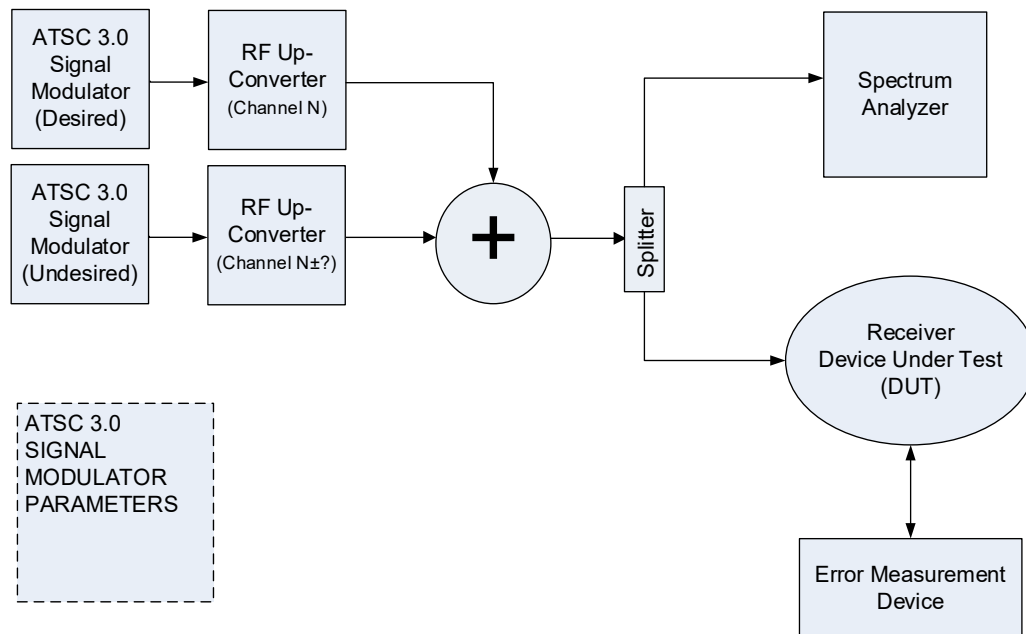 ATSC 3.0
Signal
Modulator
(Desired)
RF Up-
Converter
(Channel N)
Spectrum
Analyzer
ATSC 3.0
Signal
Modulator
(Undesired)
RF Up-
Converter
(Channel N±?)
+
Splitter
Receiver
Device Under Test
(DUT)
ATSC 3.0
SIGNAL
MODULATOR
PARAMETERS
Error Measurement
Device